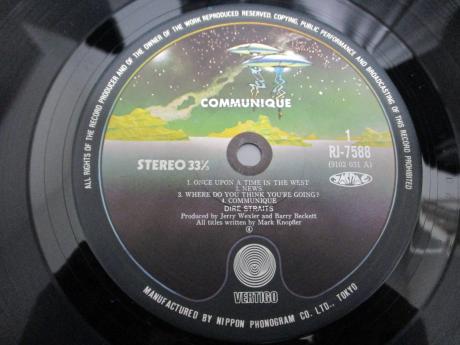 ALL RIGHTS OF THE RECORD PRODUCER AND OF THE OWNER OF THE WORK REPRODUCED RESERVED. COPYING, PUBLIC PERFORMANCE AND BROADCASTING OF THIS RECORD PROHIBITED
COMMUNIQUE
1
RJ-7588
(9102 031 A)
STEREO 33⅓
1. ONCE UPON A TIME IN THE WEST
2. NEWS
3. WHERE DO YOU THINK YOU'RE GOING?
4. COMMUNIQUE
DIRE STRAITS
Produced by Jerry Wexler and Barry Beckett
All titles written by Mark Knopfler
VERTIGO
MANUFACTURED BY NIPPON PHONOGRAM CO. LTD., TOKYO